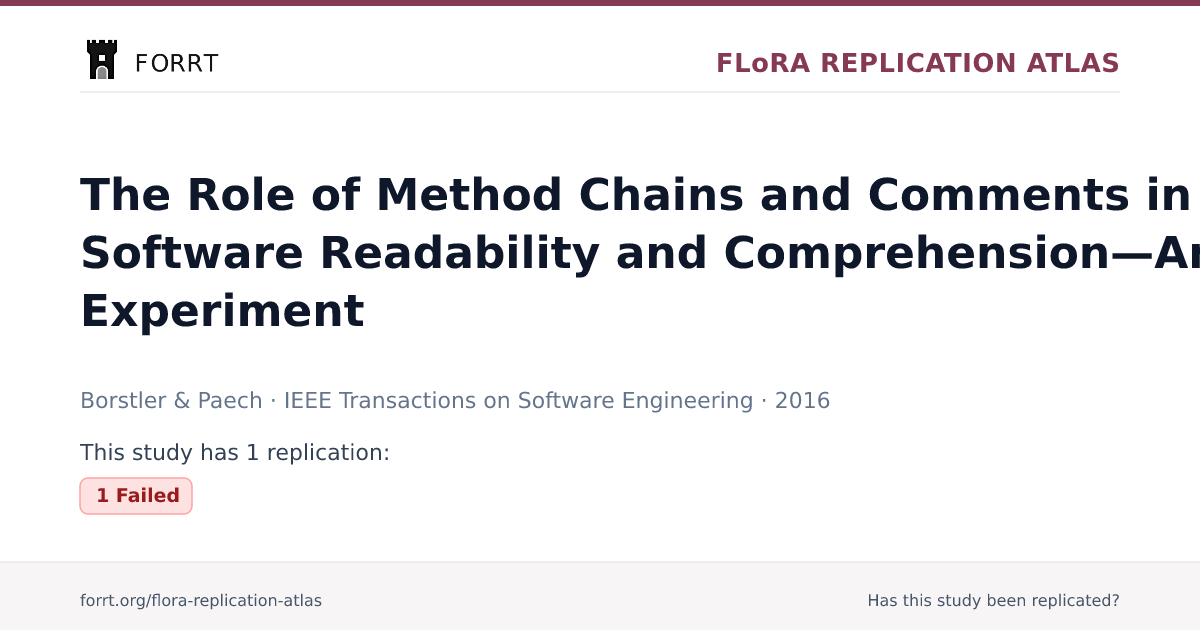 FORRT
FLoRA REPLICATION ATLAS
The Role of Method Chains and Comments in
Software Readability and Comprehension—An
Experiment
Borstler & Paech · IEEE Transactions on Software Engineering · 2016
This study has 1 replication:
1 Failed
forrt.org/flora-replication-atlas
Has this study been replicated?